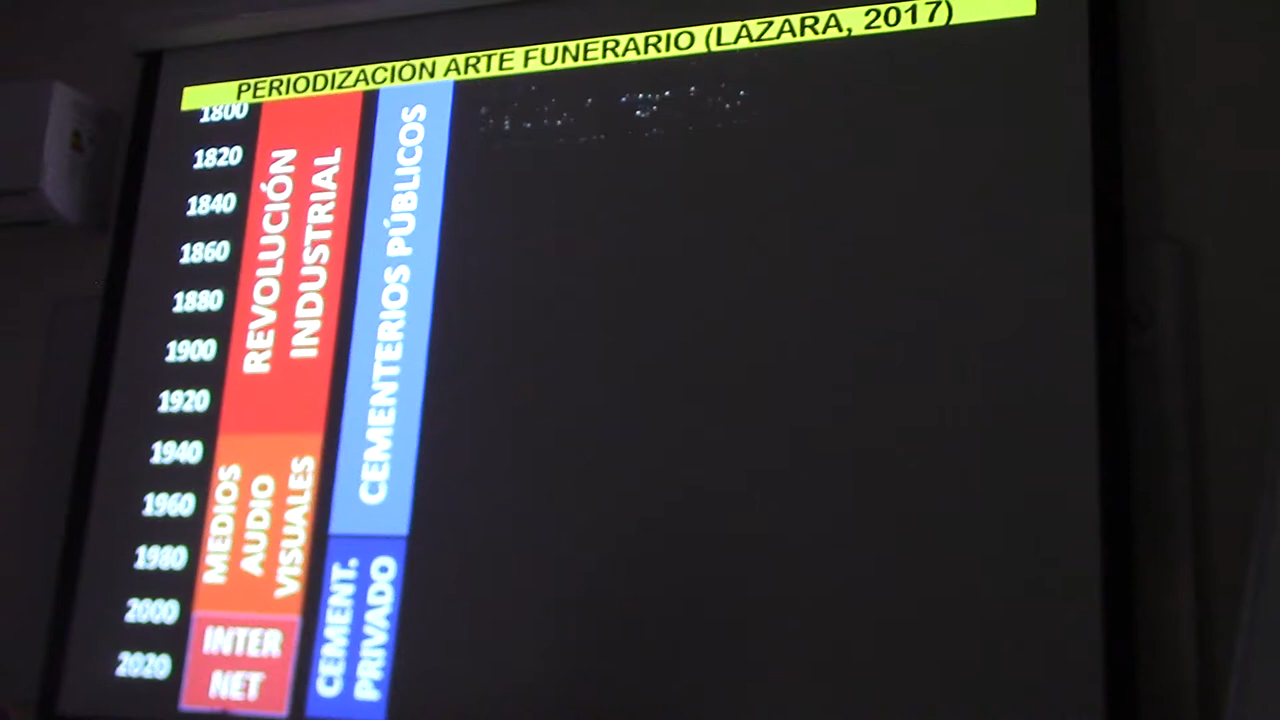 PERIODIZACIÓN ARTE FUNERARIO (LÁZARA, 2017)
1800
1820
1840
1860
1880
1900
1920
1940
1960
1980
2000
2020
REVOLUCIÓN
INDUSTRIAL
MEDIOS
AUDIO
VISUALES
INTER
NET
CEMENTERIOS PÚBLICOS
CEMENT.
PRIVADO